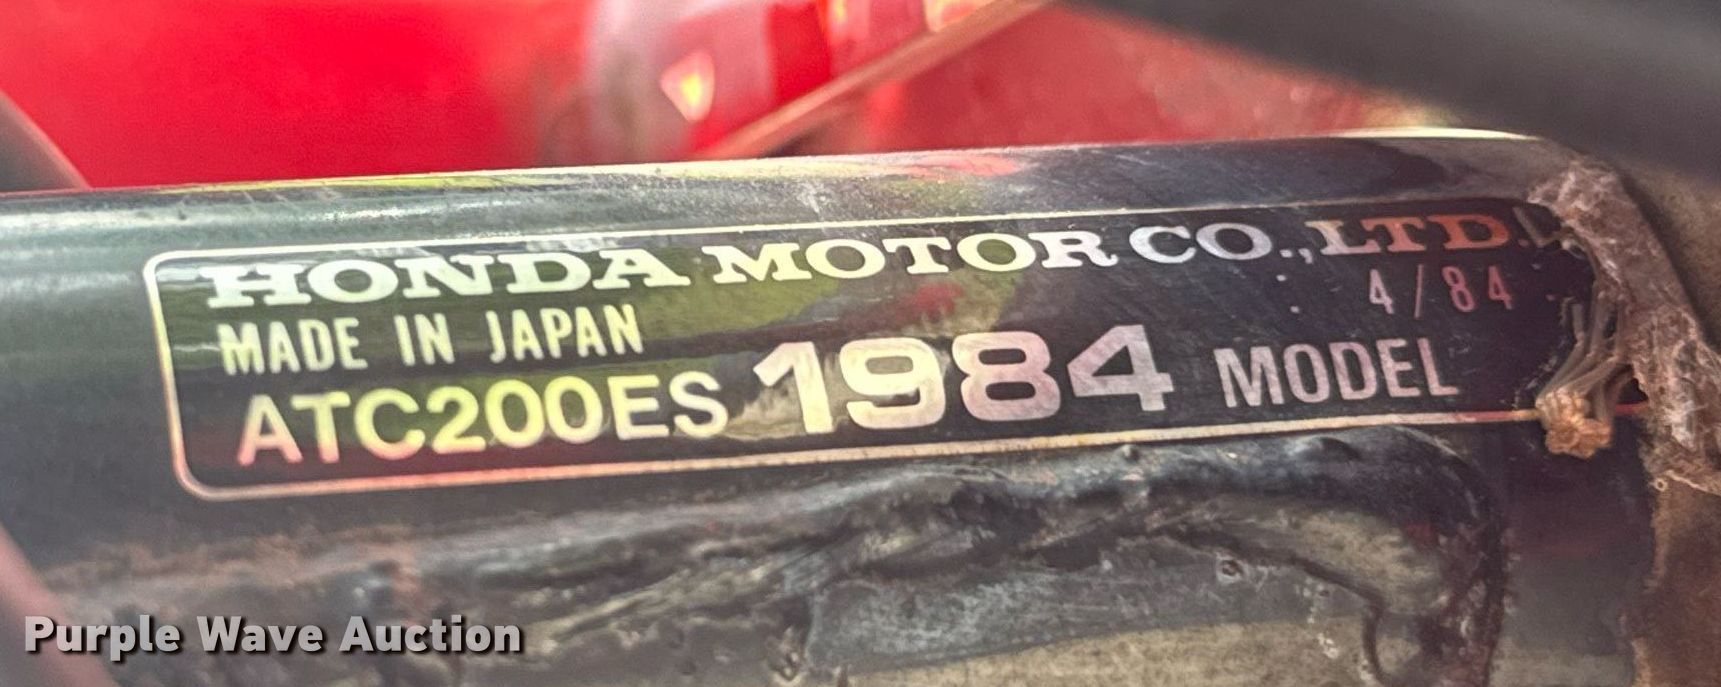 HONDA MOTOR CO., LTD.
4/84
MADE IN JAPAN
ATC200ES 1984 MODEL
Purple Wave Auction